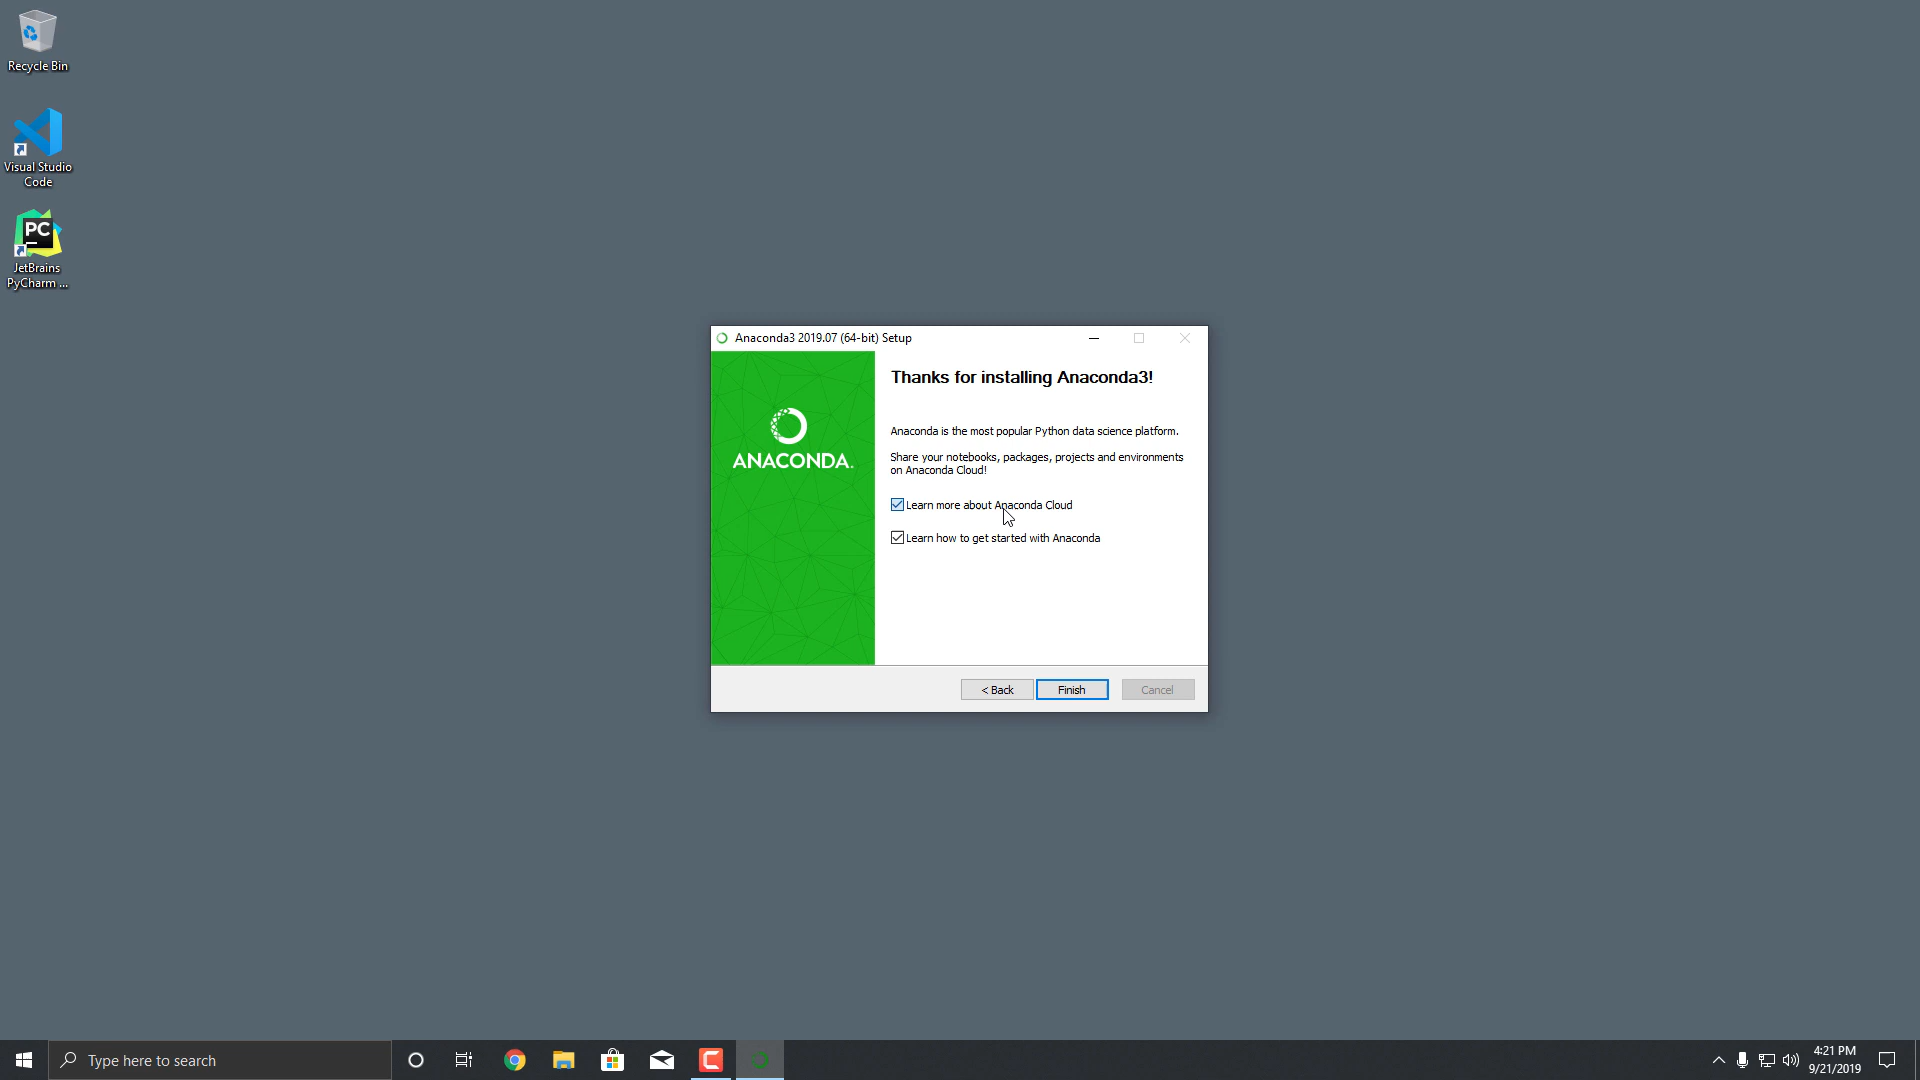 Recycle Bin
Visual Studio
Code
PC
JetBrains
PyCharm ...
Anaconda3 2019.07 (64-bit) Setup
ANACONDA.
Thanks for installing Anaconda3!
Anaconda is the most popular Python data science platform.
Share your notebooks, packages, projects and environments
on Anaconda Cloud!
Learn more about Anaconda Cloud
Learn how to get started with Anaconda
< Back
Finish
Cancel
Type here to search
4:21 PM
9/21/2019